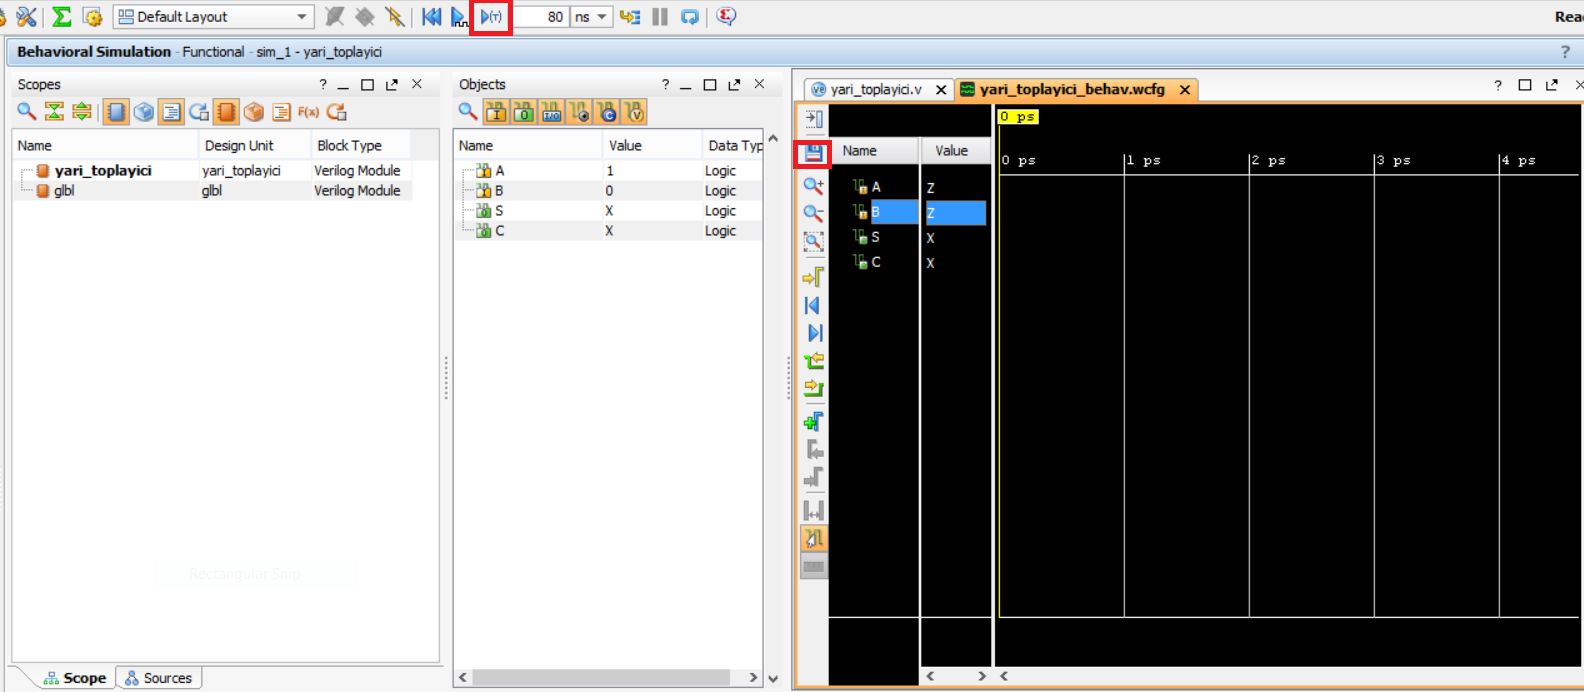 Default Layout
(T)
80
ns
Σ
Behavioral Simulation - Functional - sim_1 - yari_toplayici
?
Scopes
?
F(x)
Name Design Unit Block Type
yari_toplayici yari_toplayici Verilog Module
glbl glbl Verilog Module
Rectangular Snip
Scope
Sources
Objects
?
I O I/O C V
Name Value Data Typ
A 1 Logic
B 0 Logic
S X Logic
C X Logic
yari_toplayici.v
yari_toplayici_behav.wcfg
?
Name Value
A Z
B Z
S X
C X
0 ps
0 ps 1 ps 2 ps 3 ps 4 ps